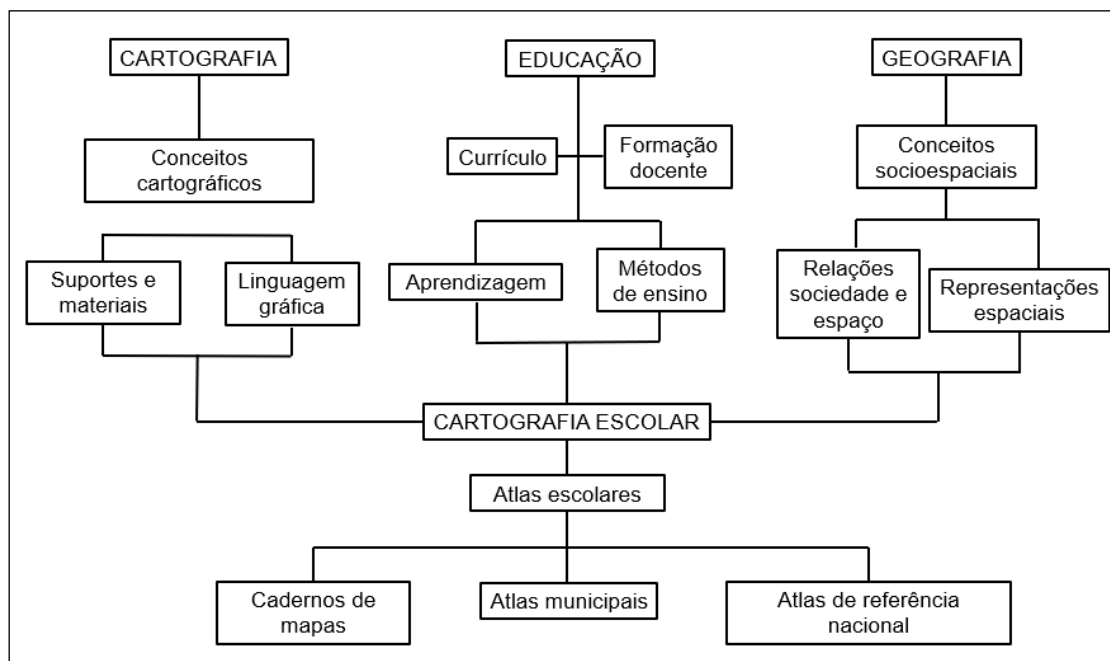 CARTOGRAFIA
EDUCAÇÃO
GEOGRAFIA
Conceitos
cartográficos
Currículo
Formação
docente
Conceitos
socioespaciais
Suportes e
materiais
Linguagem
gráfica
Aprendizagem
Métodos
de ensino
Relações
sociedade e
espaço
Representações
espaciais
CARTOGRAFIA ESCOLAR
Atlas escolares
Cadernos de
mapas
Atlas municipais
Atlas de referência
nacional